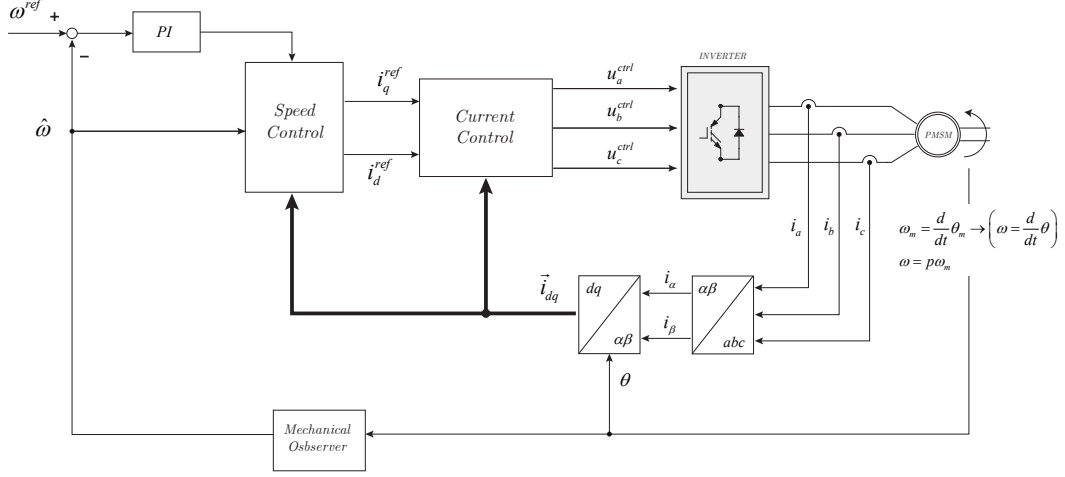 ω^ref + PI
−
INVERTER
Speed
Control
i_q^ref
i_d^ref
Current
Control
u_a^ctrl
u_b^ctrl
u_c^ctrl
PMSM
ω̂
i_a i_b i_c
ω_m = d/dt θ_m → (ω = d/dt θ)
ω = pω_m
i⃗_dq
dq
αβ
i_α
i_β
αβ
abc
θ
Mechanical
Osbserver